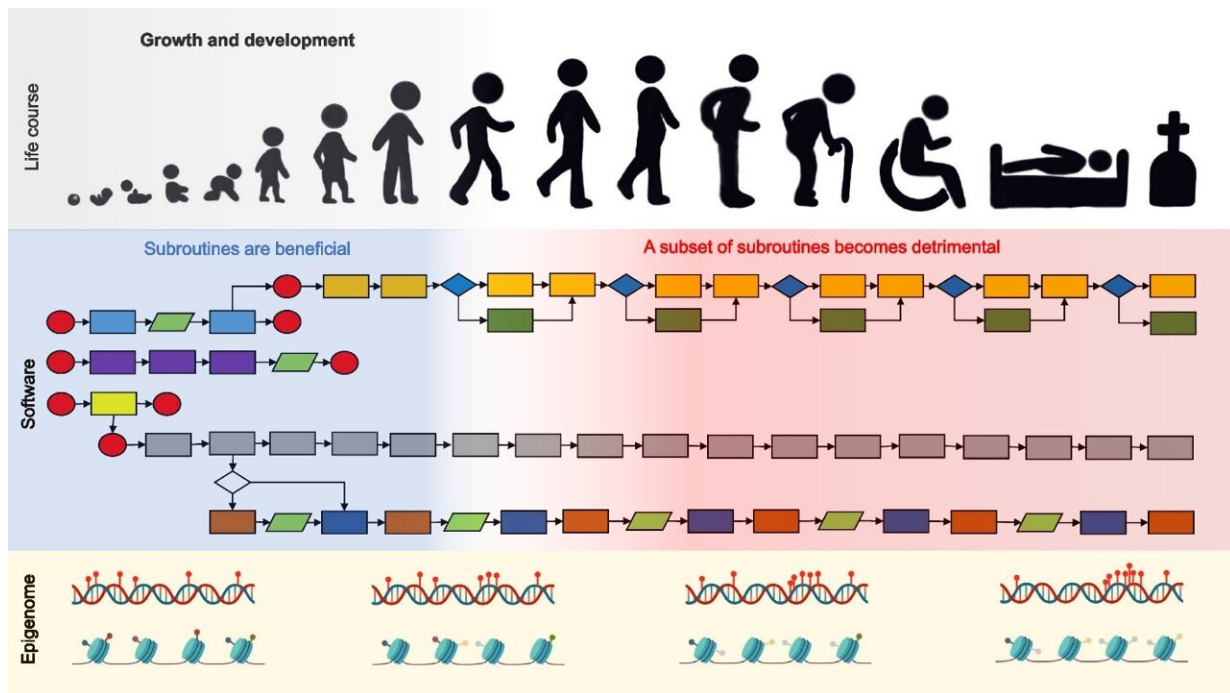 Growth and development
Life course
Subroutines are beneficial
A subset of subroutines becomes detrimental
Software
Epigenome